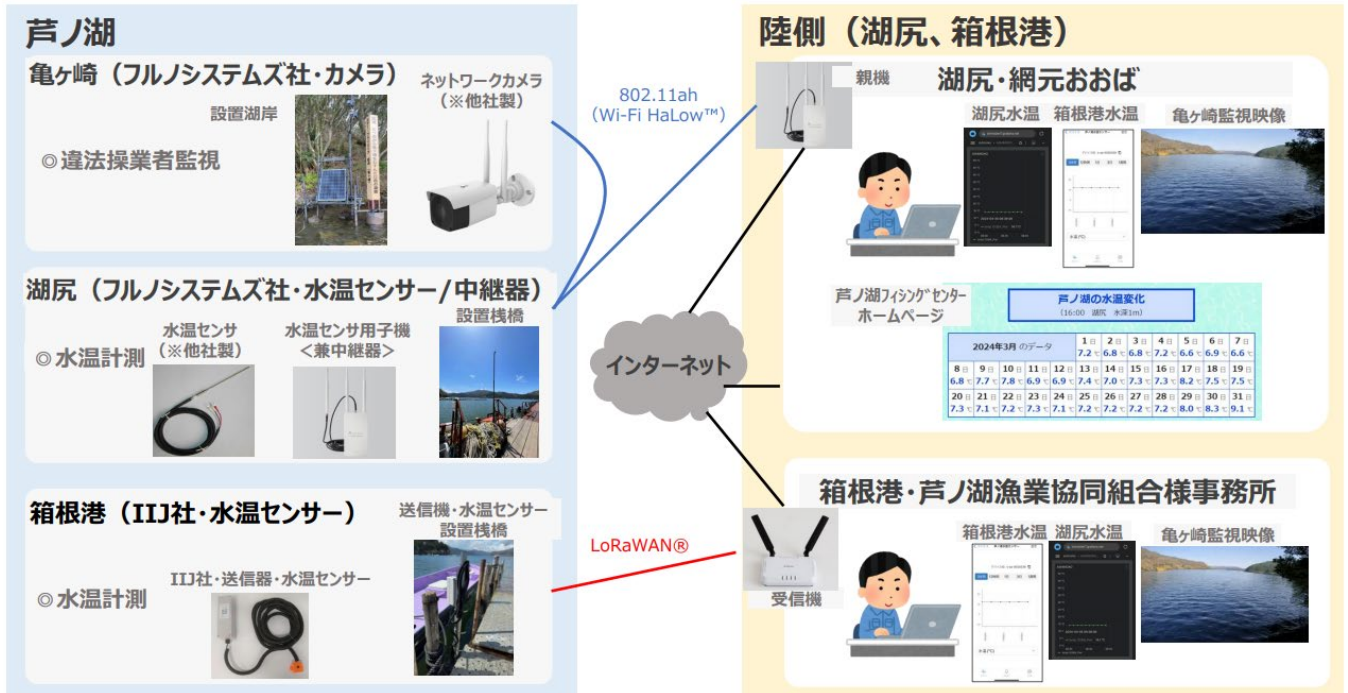 芦ノ湖
亀ヶ崎（フルノシステムズ社・カメラ）
ネットワークカメラ
（※他社製）
設置湖岸
◎違法操業者監視
湖尻（フルノシステムズ社・水温センサー/中継器）
設置桟橋
水温センサ
（※他社製）
水温センサ用子機
＜兼中継器＞
◎水温計測
箱根港（IIJ社・水温センサー）
送信機・水温センサー
設置桟橋
IIJ社・送信器・水温センサー
◎水温計測
802.11ah
（Wi-Fi HaLow™）
インターネット
LoRaWAN®
陸側（湖尻、箱根港）
親機
湖尻・網元おおば
湖尻水温
箱根港水温
亀ヶ崎監視映像
芦ノ湖フィシングセンター
ホームページ
芦ノ湖の水温変化
（16:00 湖尻 水深1m）
2024年3月 のデータ
1日 2日 3日 4日 5日 6日 7日
7.2℃ 6.8℃ 6.8℃ 7.2℃ 6.6℃ 6.9℃ 6.6℃
8日 9日 10日 11日 12日 13日 14日 15日 16日 17日 18日 19日
6.8℃ 7.7℃ 7.8℃ 6.9℃ 6.9℃ 7.4℃ 7.0℃ 7.3℃ 7.3℃ 8.2℃ 7.5℃ 7.5℃
20日 21日 22日 23日 24日 25日 26日 27日 28日 29日 30日 31日
7.3℃ 7.1℃ 7.2℃ 7.3℃ 7.1℃ 7.2℃ 7.2℃ 7.2℃ 7.2℃ 8.0℃ 8.3℃ 9.1℃
箱根港・芦ノ湖漁業協同組合様事務所
受信機
箱根港水温
湖尻水温
亀ヶ崎監視映像